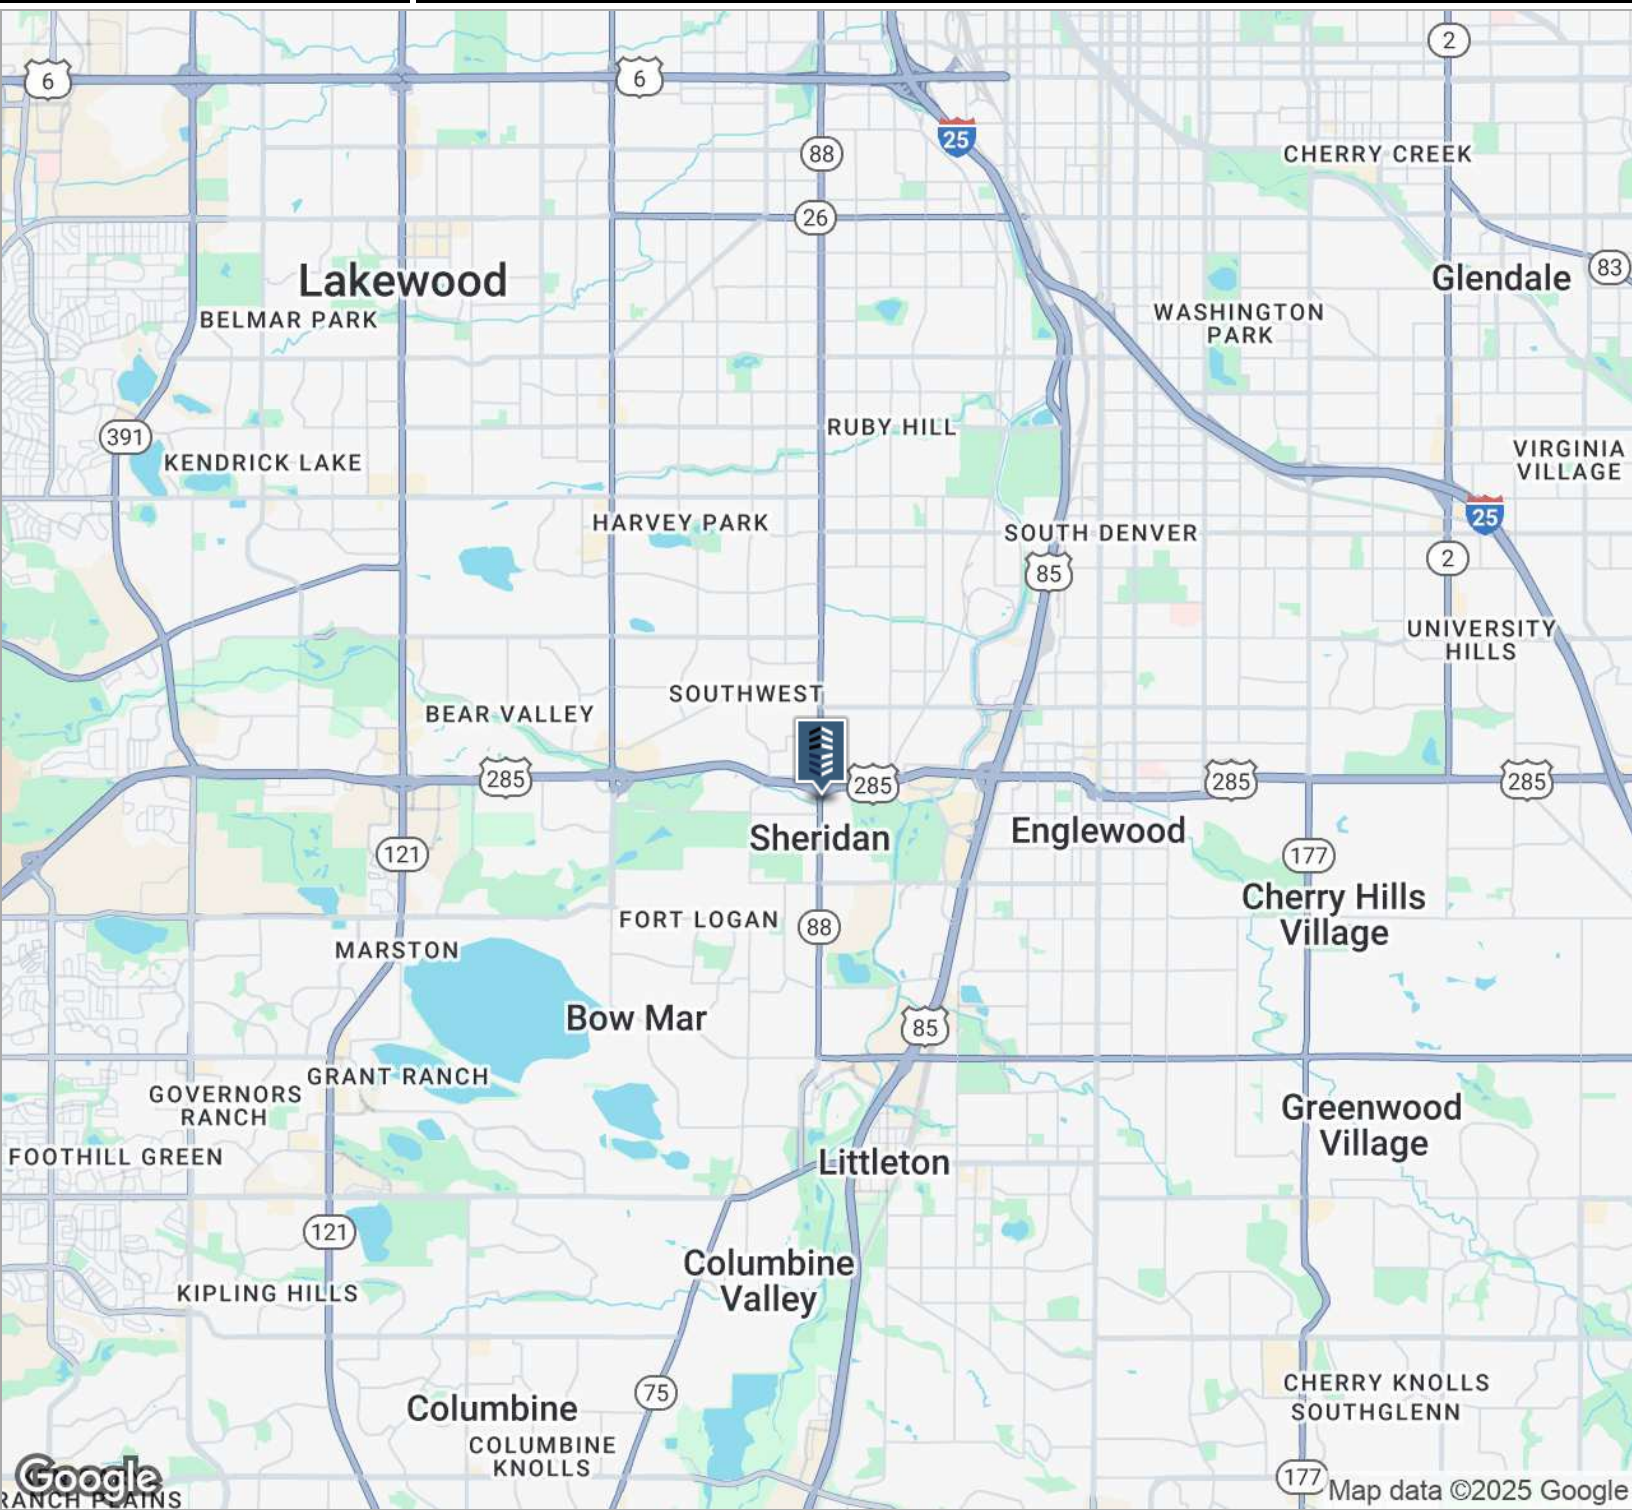 2
6
6
25
88
CHERRY CREEK
26
83
Lakewood
Glendale
BELMAR PARK
WASHINGTON
PARK
RUBY HILL
391
VIRGINIA
VILLAGE
KENDRICK LAKE
25
HARVEY PARK
SOUTH DENVER
2
85
UNIVERSITY
HILLS
SOUTHWEST
BEAR VALLEY
285
285
285
285
Sheridan
Englewood
121
177
Cherry Hills
Village
FORT LOGAN
88
MARSTON
Bow Mar
85
GRANT RANCH
GOVERNORS
RANCH
Greenwood
Village
FOOTHILL GREEN
Littleton
121
Columbine
Valley
KIPLING HILLS
75
CHERRY KNOLLS
SOUTHGLENN
Columbine
COLUMBINE
KNOLLS
Google
177
Map data ©2025 Google
RANCH PLAINS